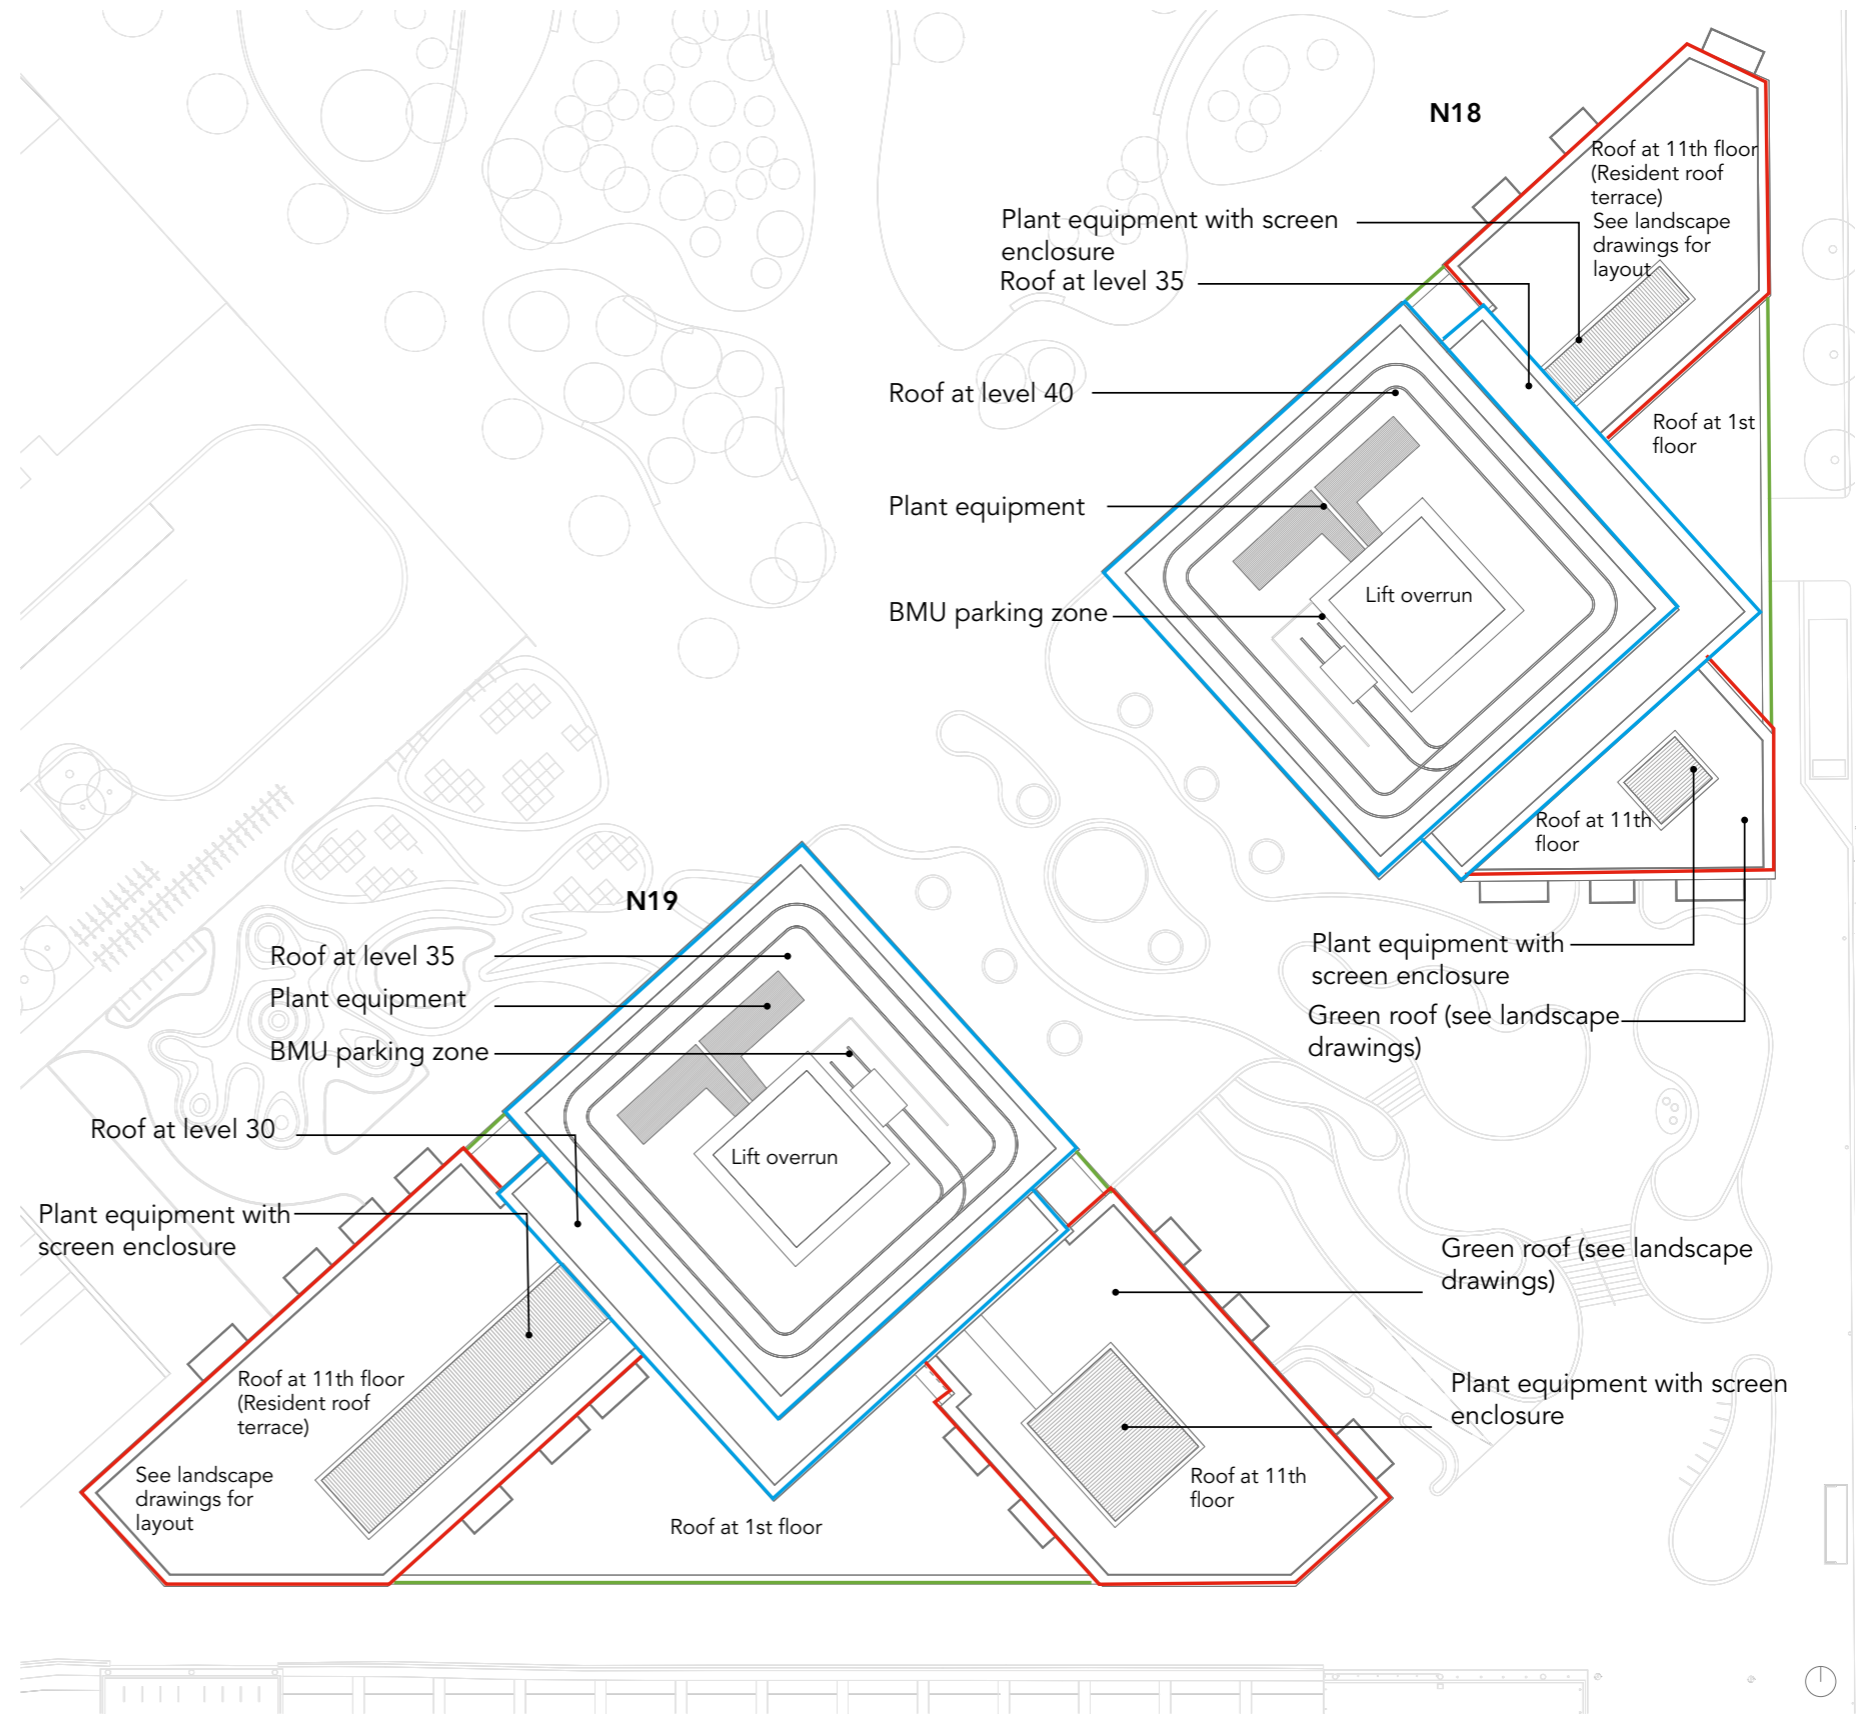 N18
Roof at 11th floor
(Resident roof
terrace)
See landscape
drawings for
layout
Plant equipment with screen
enclosure
Roof at level 35
Roof at level 40
Roof at 1st
floor
Plant equipment
Lift overrun
BMU parking zone
Roof at 11th
floor
Plant equipment with
screen enclosure
Green roof (see landscape
drawings)
N19
Roof at level 35
Plant equipment
BMU parking zone
Roof at level 30
Lift overrun
Plant equipment with
screen enclosure
Green roof (see landscape
drawings)
Roof at 11th floor
(Resident roof
terrace)
Plant equipment with screen
enclosure
See landscape
drawings for
layout
Roof at 11th
floor
Roof at 1st floor